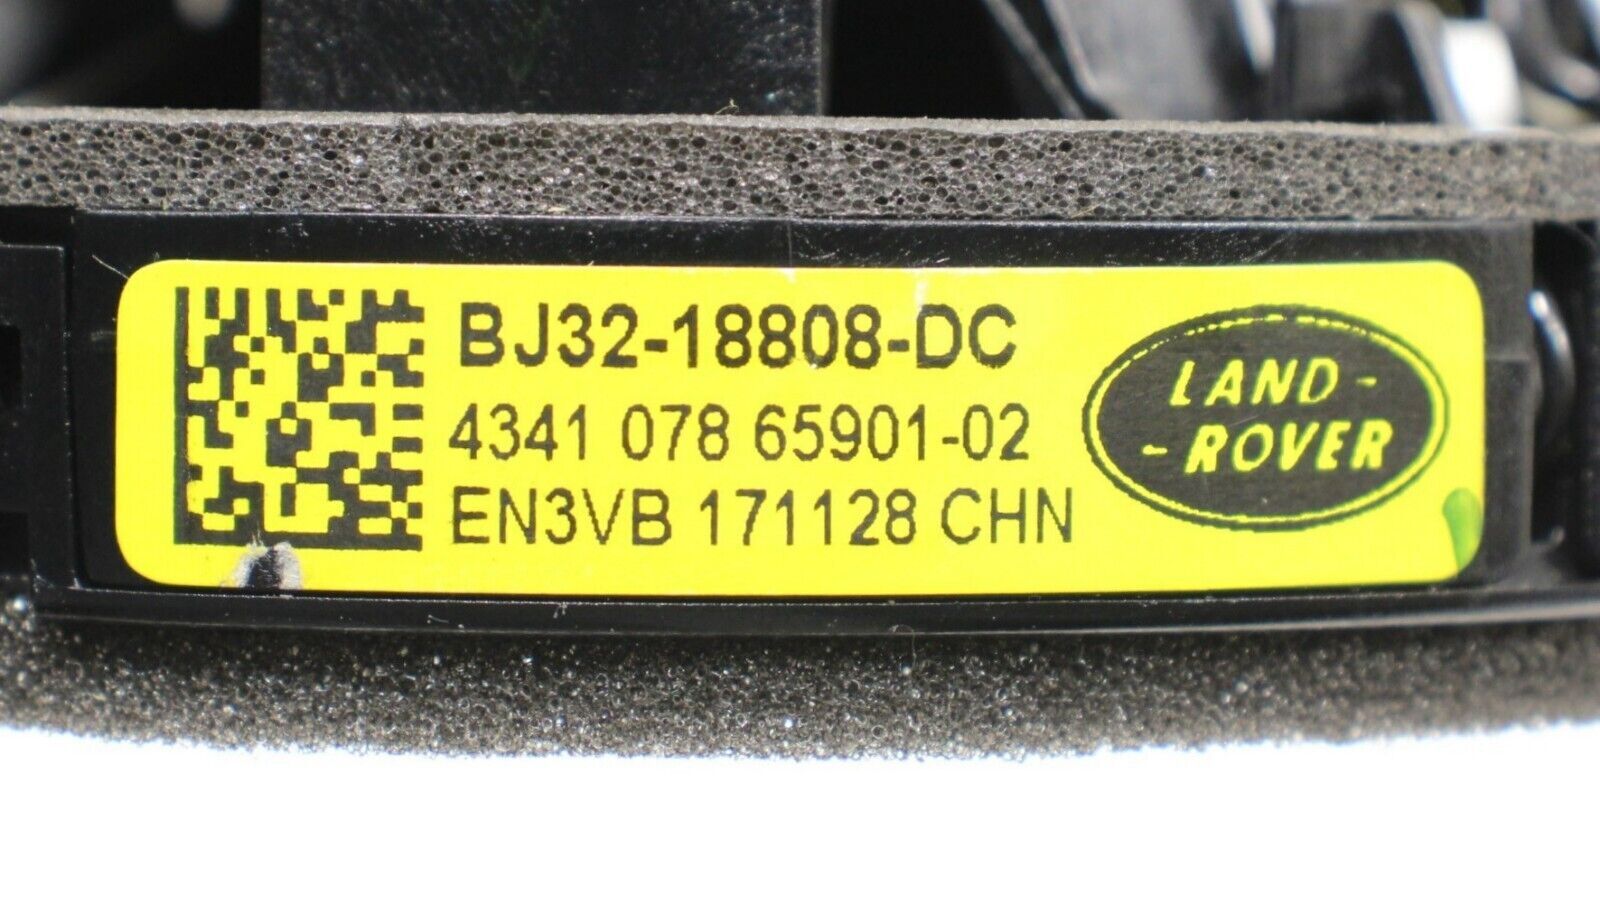 BJ32-18808-DC
4341 078 65901-02
EN3VB 171128 CHN
LAND-
-ROVER